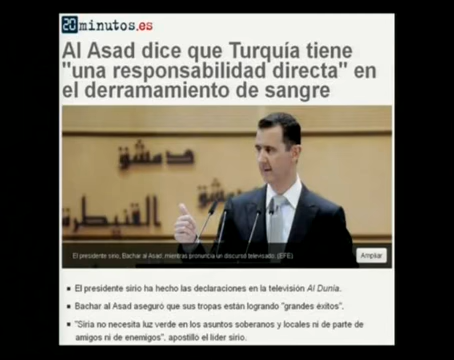 20minutos.es
Al Asad dice que Turquía tiene
"una responsabilidad directa" en
el derramamiento de sangre
دمشق
دمشق
القنيطرة
El presidente sirio, Bachar al Asad, mientras pronuncia un discurso televisado. (EFE)
Ampliar
El presidente sirio ha hecho las declaraciones en la televisión Al Dunia.
Bachar al Asad aseguró que sus tropas están logrando "grandes éxitos".
"Siria no necesita luz verde en los asuntos soberanos y locales ni de parte de
amigos ni de enemigos", apostilló el líder sirio.